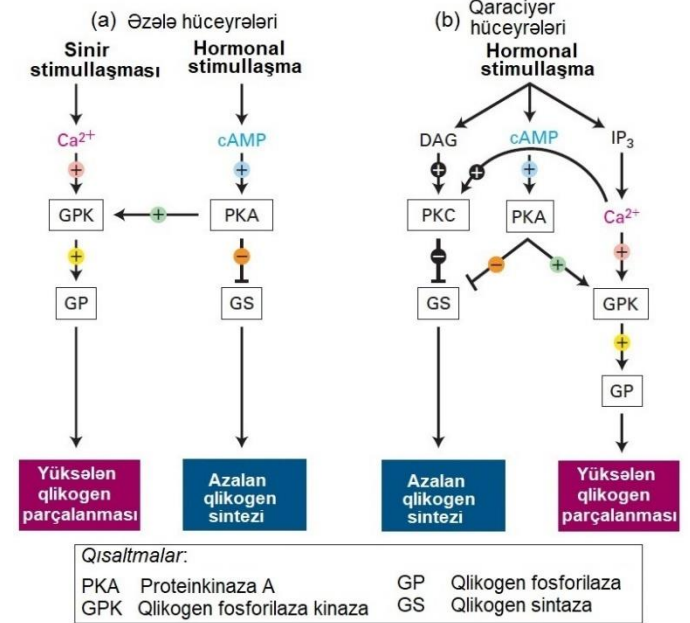 (a) Əzələ hüceyrələri
Sinir
stimullaşması
Hormonal
stimullaşma
Ca²⁺
cAMP
+
+
GPK
+
PKA
+
−
GP
GS
Yüksələn
qlikogen
parçalanması
Azalan
qlikogen
sintezi
(b) Qaraciyər
hüceyrələri
Hormonal
stimullaşma
DAG
cAMP
IP₃
+
+
+
PKC
PKA
Ca²⁺
−
−
+
+
GS
GPK
+
GP
Azalan
qlikogen
sintezi
Yüksələn
qlikogen
parçalanması
Qısaltmalar:
PKA Proteinkinaza A
GPK Qlikogen fosforilaza kinaza
GP Qlikogen fosforilaza
GS Qlikogen sintaza